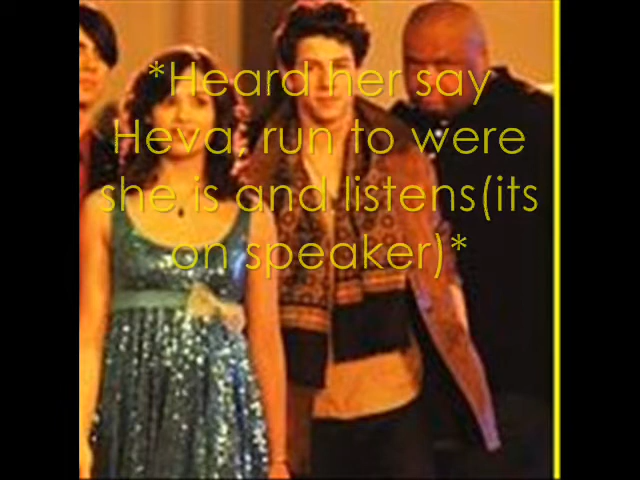 *Heard her say
Heva, run to were
she is and listens(its
on speaker)*